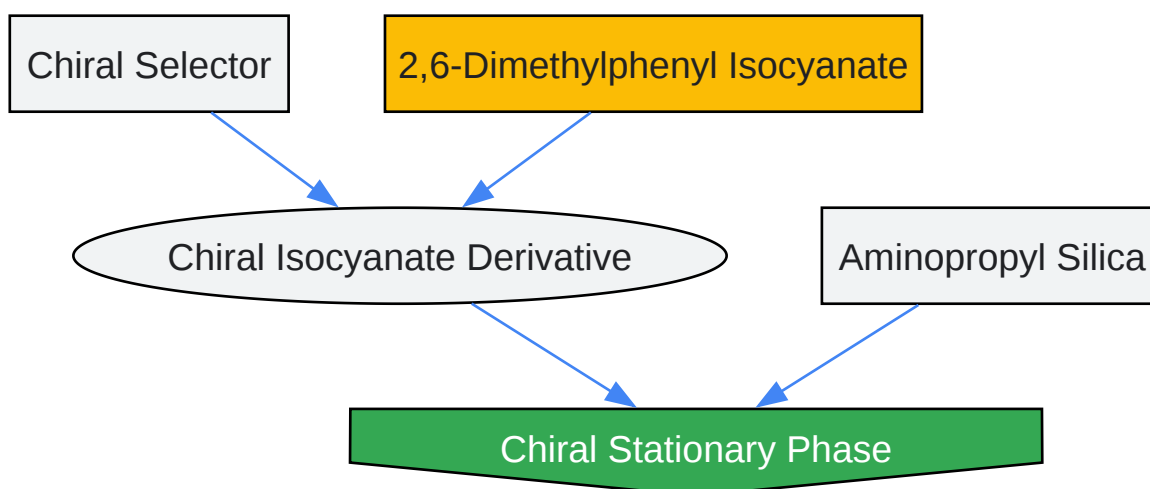 Chiral Selector
2,6-Dimethylphenyl Isocyanate
Chiral Isocyanate Derivative
Aminopropyl Silica
Chiral Stationary Phase